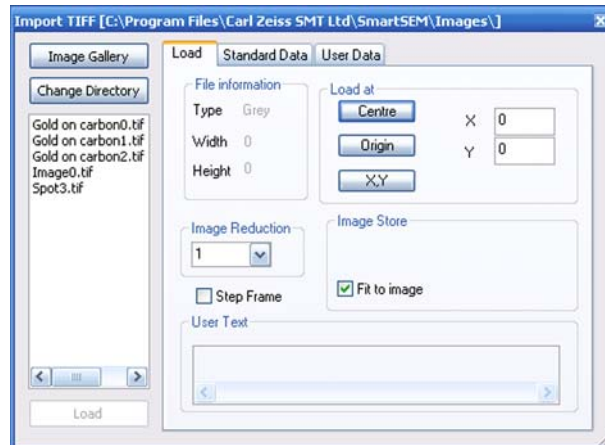 Import TIFF [C:\Program Files\Carl Zeiss SMT Ltd\SmartSEM\Images\]
Image Gallery
Change Directory
Gold on carbon0.tif
Gold on carbon1.tif
Gold on carbon2.tif
Image0.tif
Spot3.tif
Load
Load Standard Data User Data
File information
Type Grey
Width 0
Height 0
Load at
Centre
Origin
X,Y
X 0
Y 0
Image Reduction
1
Step Frame
Image Store
Fit to image
User Text